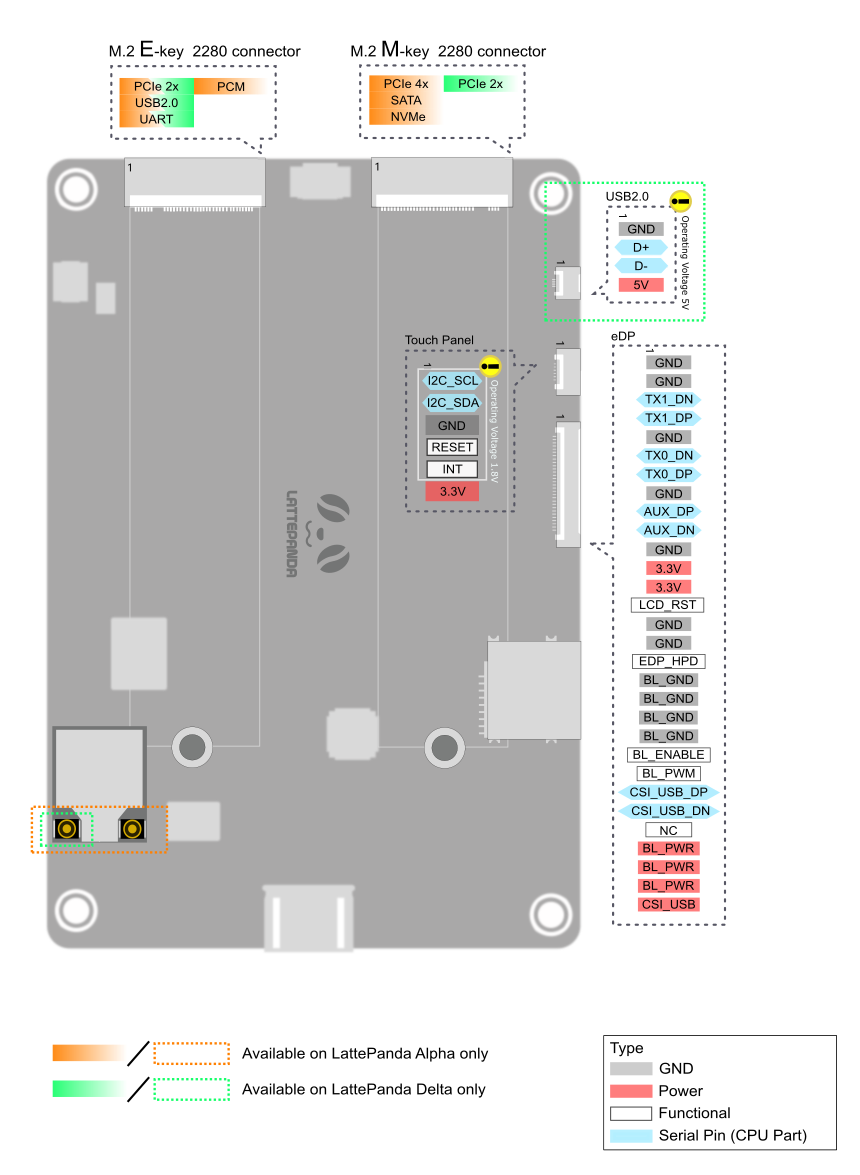 M.2 E-key 2280 connector
M.2 M-key 2280 connector
PCIe 2x
PCM
USB2.0
UART
PCIe 4x
PCIe 2x
SATA
NVMe
1
1
USB2.0
1
GND
D+
D-
5V
Operating Voltage 5V
1
Touch Panel
1
I2C_SCL
I2C_SDA
GND
RESET
INT
3.3V
Operating Voltage 1.8V
1
1
eDP
1
GND
GND
TX1_DN
TX1_DP
GND
TX0_DN
TX0_DP
GND
AUX_DP
AUX_DN
GND
3.3V
3.3V
LCD_RST
GND
GND
EDP_HPD
BL_GND
BL_GND
BL_GND
BL_GND
BL_ENABLE
BL_PWM
CSI_USB_DP
CSI_USB_DN
NC
BL_PWR
BL_PWR
BL_PWR
CSI_USB
LATTEPANDA
Available on LattePanda Alpha only
Available on LattePanda Delta only
Type
GND
Power
Functional
Serial Pin (CPU Part)